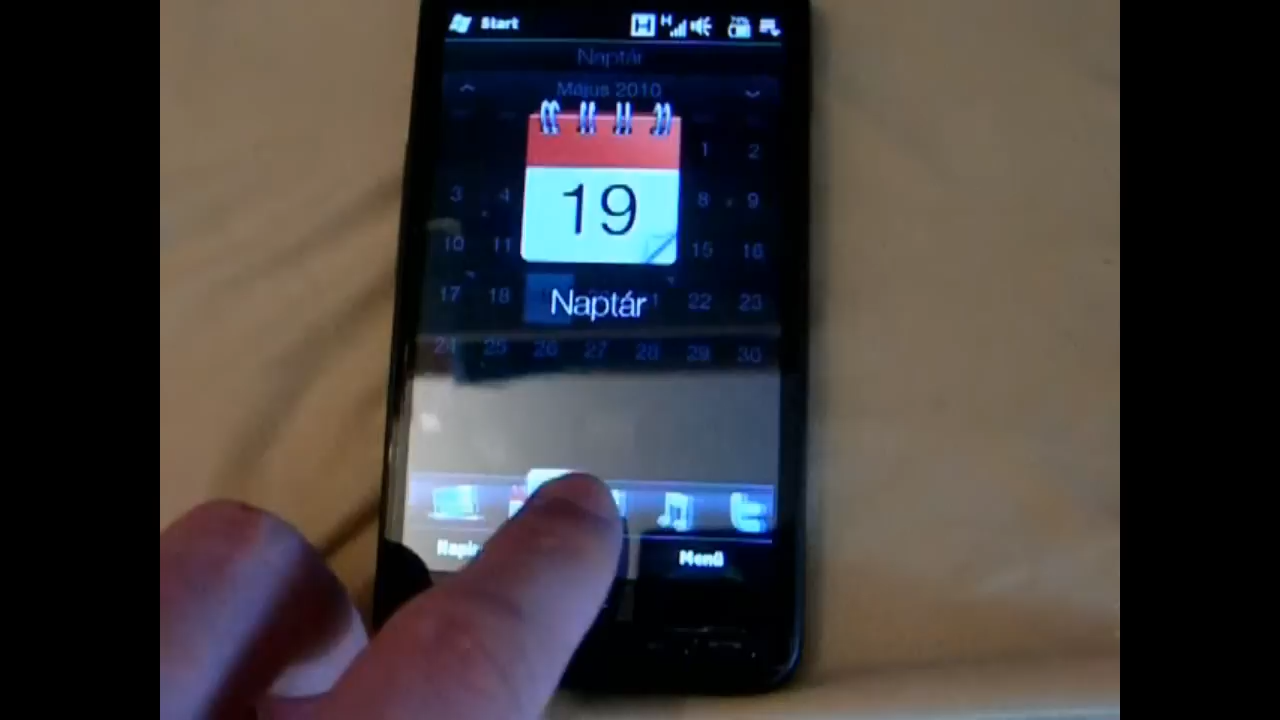 Start
H
Naptár
Május 2010
1 2
3 4 8 9
10 11 15 16
17 18 22 23
24 25 26 27 28 29 30
19
Naptár
Menü